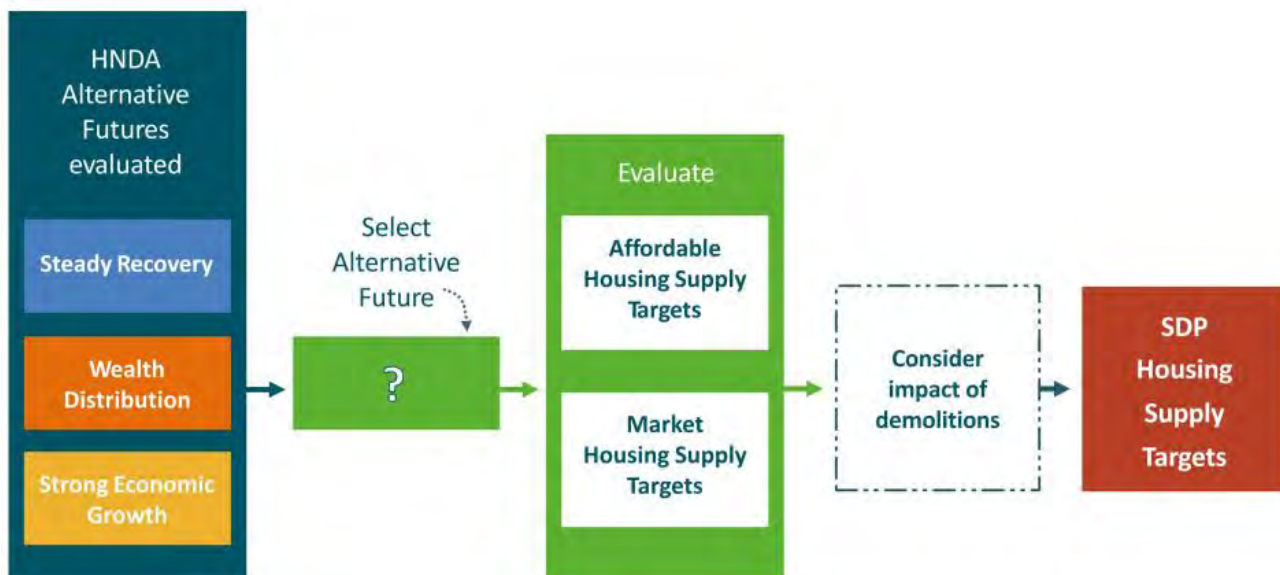 HNDA
Alternative
Futures
evaluated
Steady Recovery
Wealth
Distribution
Strong Economic
Growth
Select
Alternative
Future
?
Evaluate
Affordable
Housing Supply
Targets
Market
Housing Supply
Targets
Consider
impact of
demolitions
SDP
Housing
Supply
Targets